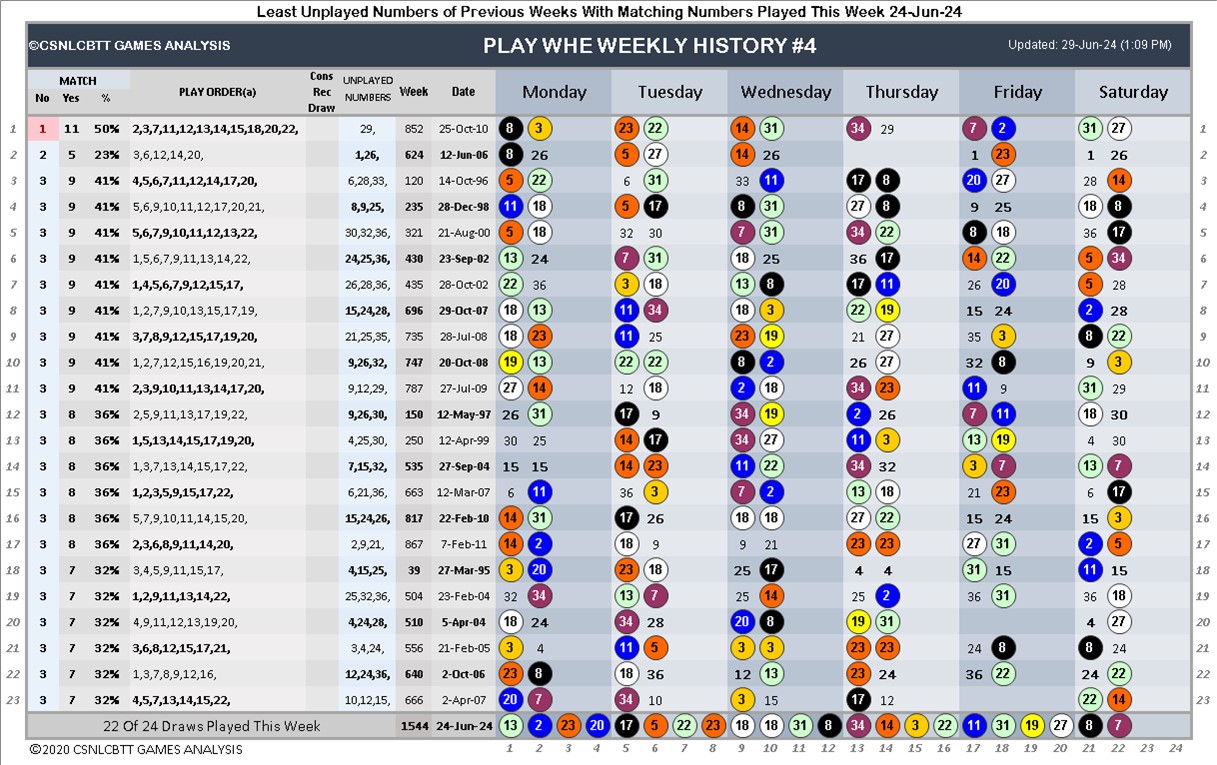 Least Unplayed Numbers of Previous Weeks With Matching Numbers Played This Week 24-Jun-24
©CSNLCBTT GAMES ANALYSIS PLAY WHE WEEKLY HISTORY #4 Updated: 29-Jun-24 (1:09 PM)
MATCH
No Yes % PLAY ORDER(a) Cons Rec Draw UNPLAYED NUMBERS Week Date Monday Tuesday Wednesday Thursday Friday Saturday
1 1 11 50% 2,3,7,11,12,13,14,15,18,20,22, 29, 852 25-Oct-10 8 3 23 22 14 31 34 29 17 2 31 27 1
2 2 5 23% 3,6,12,14,20, 1,26, 624 12-Jun-06 8 26 5 27 14 26 1 23 1 26 2
3 3 9 41% 4,5,6,7,11,12,14,17,20, 6,28,33, 120 14-Oct-96 5 22 6 31 33 11 17 8 20 27 28 14 3
4 3 9 41% 5,6,9,10,11,12,17,20,21, 8,9,25, 235 28-Dec-98 11 18 5 17 8 31 27 8 9 25 18 8 4
5 3 9 41% 5,6,7,9,10,11,12,13,22, 30,32,36, 321 21-Aug-00 5 18 32 30 7 31 34 22 8 18 36 17 5
6 3 9 41% 1,5,6,7,9,11,13,14,22, 24,25,36, 430 23-Sep-02 13 24 7 31 18 25 36 17 14 22 5 34 6
7 3 9 41% 1,4,5,6,7,9,12,15,17, 26,28,36, 435 28-Oct-02 22 36 3 18 13 8 17 11 26 20 5 28 7
8 3 9 41% 1,2,7,9,10,13,15,17,19, 15,24,28, 696 29-Oct-07 18 13 11 34 18 3 22 19 15 24 2 28 8
9 3 9 41% 3,7,8,9,12,15,17,19,20, 21,25,35, 735 28-Jul-08 18 23 11 25 23 19 21 27 35 3 8 22 9
10 3 9 41% 1,2,7,12,15,16,19,20,21, 9,26,32, 747 20-Oct-08 19 13 22 22 8 2 26 27 32 8 9 3 10
11 3 9 41% 2,3,9,10,11,13,14,17,20, 9,12,29, 787 27-Jul-09 27 14 12 18 2 18 34 23 11 9 31 29 11
12 3 8 36% 2,5,9,11,13,17,19,22, 9,26,30, 150 12-May-97 26 31 17 9 34 19 2 26 7 11 18 30 12
13 3 8 36% 1,5,13,14,15,17,19,20, 4,25,30, 250 12-Apr-99 30 25 14 17 34 27 11 3 13 19 4 30 13
14 3 8 36% 1,3,7,13,14,15,17,22, 7,15,32, 535 27-Sep-04 15 15 14 23 11 22 34 32 3 7 13 7 14
15 3 8 36% 1,2,3,5,9,15,17,22, 6,21,36, 663 12-Mar-07 6 11 36 3 7 2 13 18 21 23 6 17 15
16 3 8 36% 5,7,9,10,11,14,15,20, 15,24,26, 817 22-Feb-10 14 31 17 26 18 18 27 22 15 24 15 3 16
17 3 8 36% 2,3,6,8,9,11,14,20, 2,9,21, 867 7-Feb-11 14 2 18 9 9 21 23 23 27 31 2 5 17
18 3 7 32% 3,4,5,9,11,15,17, 4,15,25, 39 27-Mar-95 3 20 23 18 25 17 4 4 31 15 11 15 18
19 3 7 32% 1,2,9,11,13,14,22, 25,32,36, 504 23-Feb-04 32 34 13 7 25 14 25 2 36 31 36 18 19
20 3 7 32% 4,9,11,12,13,19,20, 4,24,28, 510 5-Apr-04 18 24 34 28 20 8 19 31 4 27 20
21 3 7 32% 3,6,8,12,15,17,21, 3,4,24, 556 21-Feb-05 3 4 11 5 3 3 23 23 24 8 8 24 21
22 3 7 32% 1,3,7,8,9,12,16, 12,24,36, 640 2-Oct-06 23 8 18 36 12 13 23 24 36 22 24 22 22
23 3 7 32% 4,5,7,13,14,15,22, 10,12,15, 666 2-Apr-07 20 7 34 10 3 15 17 12 22 14 23
22 Of 24 Draws Played This Week 1544 24-Jun-24 13 2 23 20 17 5 22 23 18 18 31 8 34 14 3 22 11 31 19 27 8 7
©2020 CSNLCBTT GAMES ANALYSIS 1 2 3 4 5 6 7 8 9 10 11 12 13 14 15 16 17 18 19 20 21 22 23 24